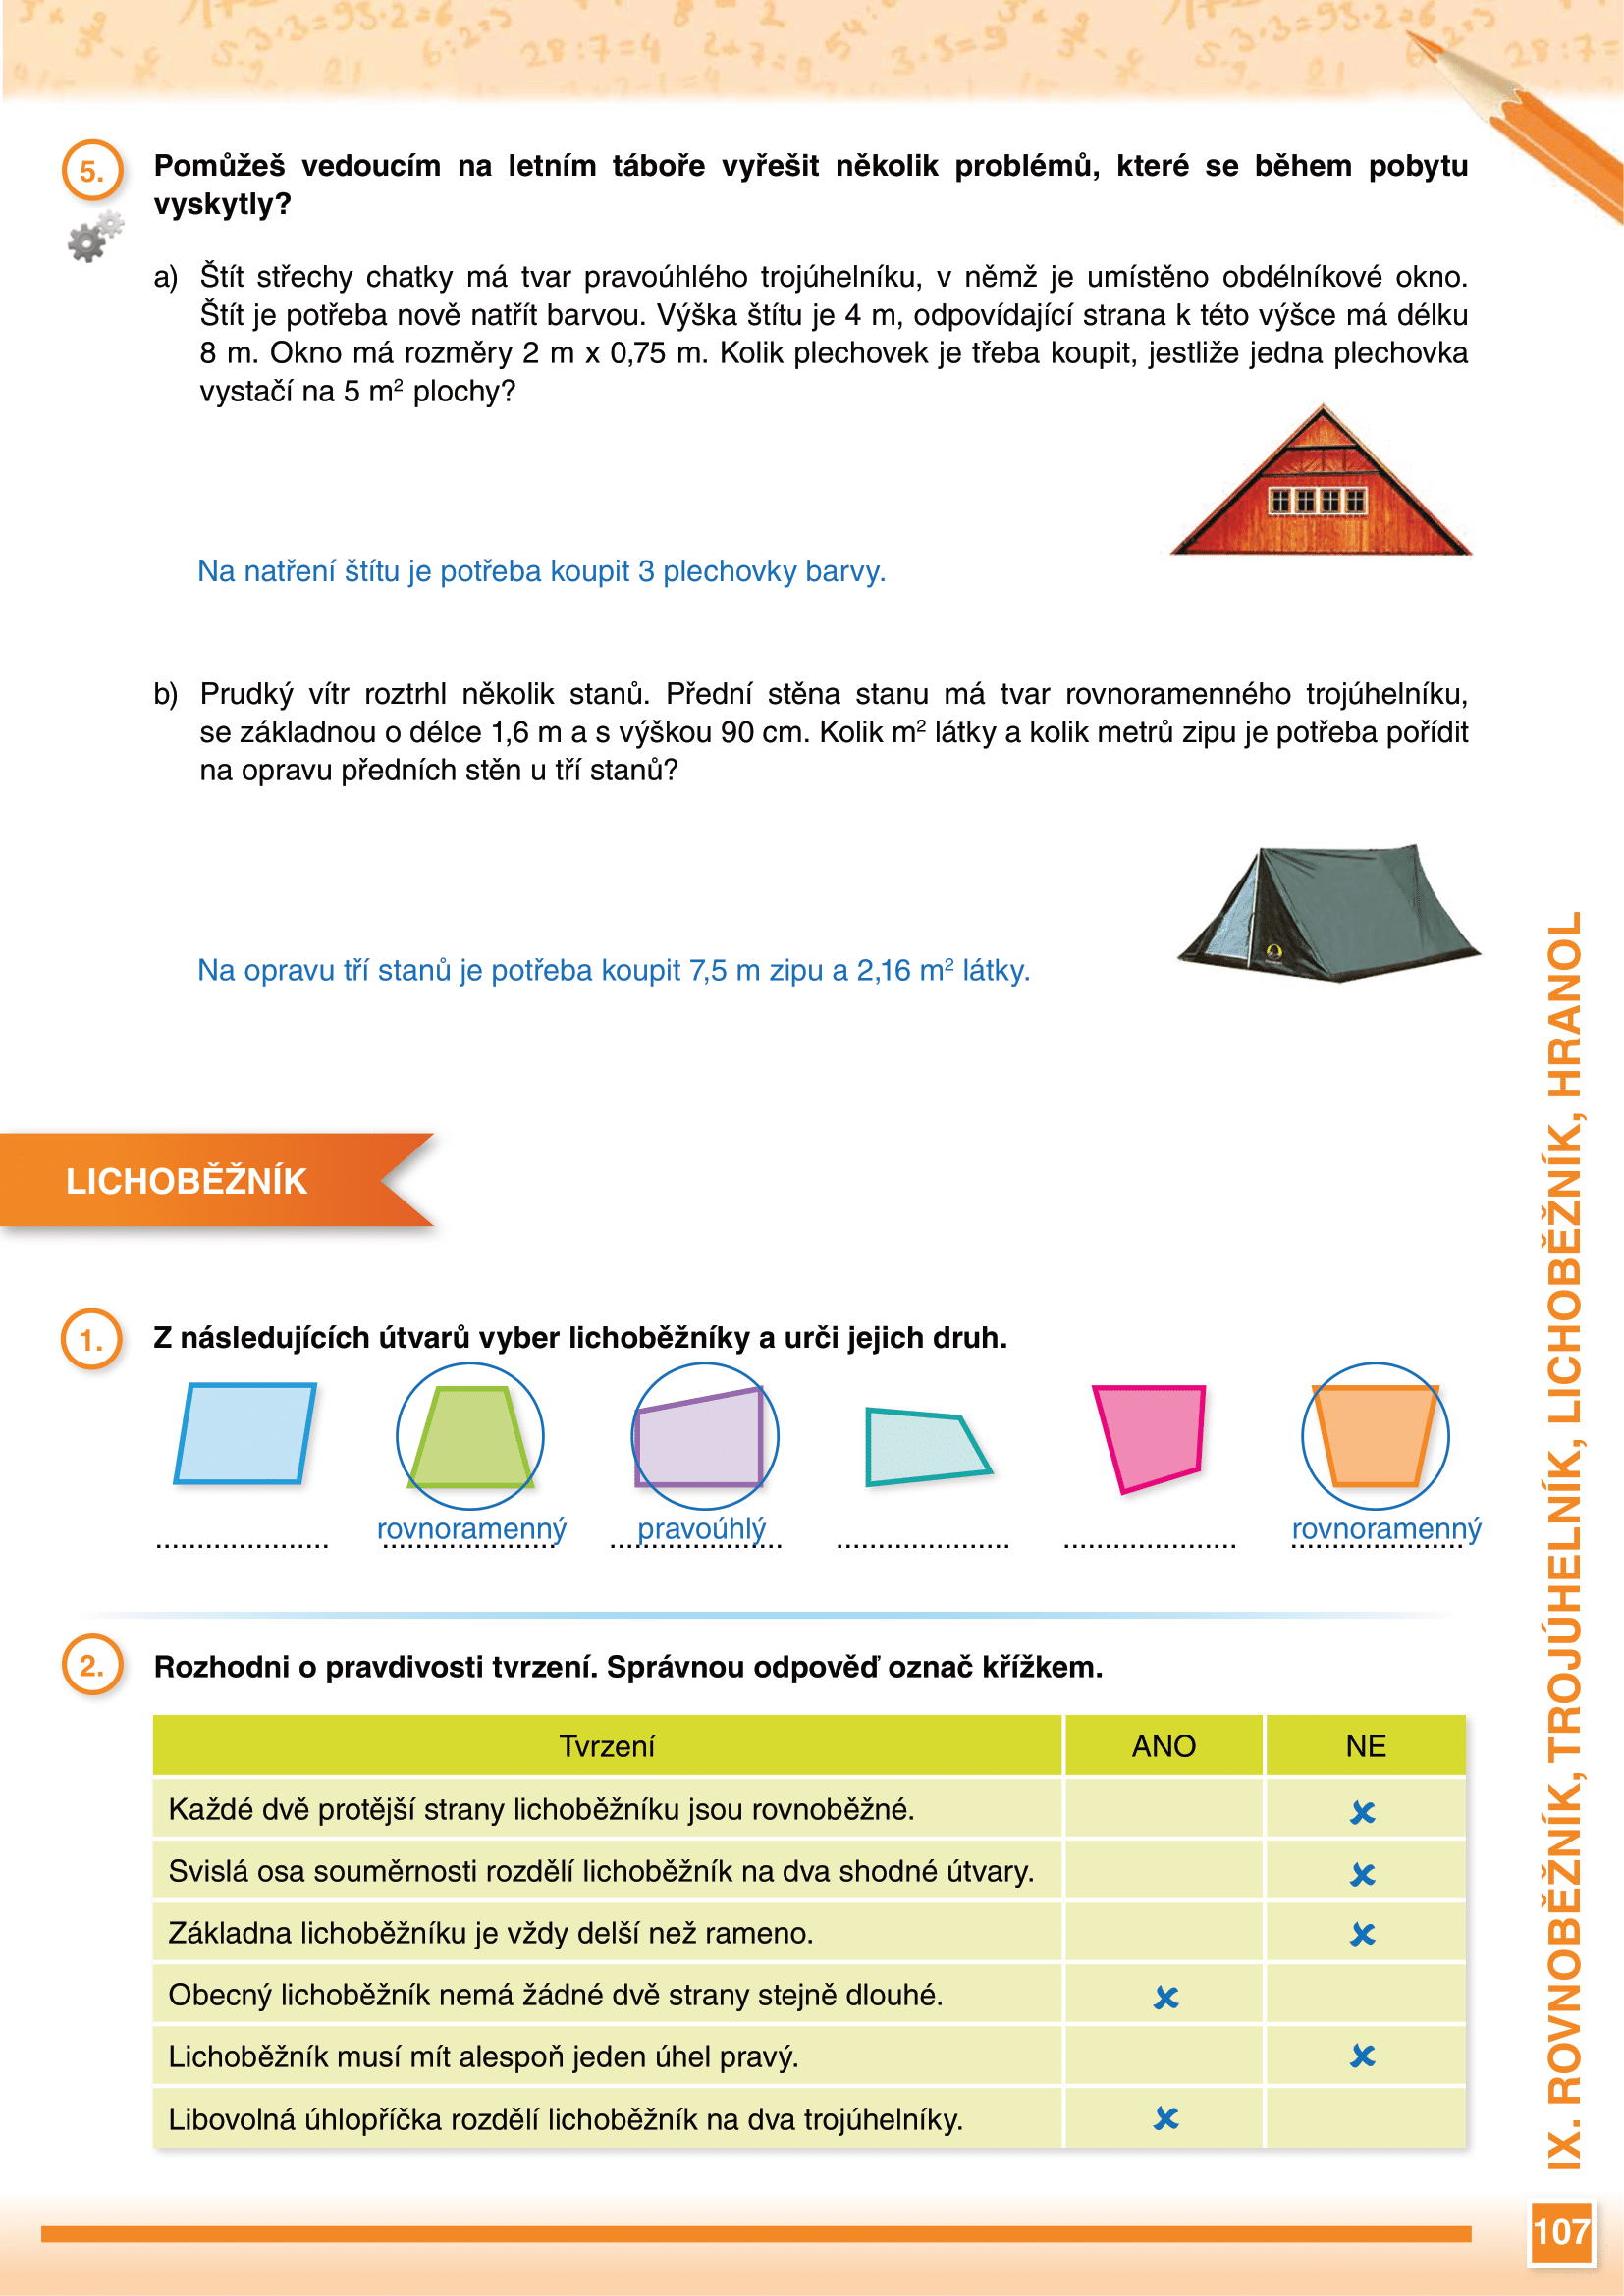 5.
Pomůžeš vedoucím na letním táboře vyřešit několik problémů, které se během pobytu
vyskytly?
a) Štít střechy chatky má tvar pravoúhlého trojúhelníku, v němž je umístěno obdélníkové okno.
Štít je potřeba nově natřít barvou. Výška štítu je 4 m, odpovídající strana k této výšce má délku
8 m. Okno má rozměry 2 m x 0,75 m. Kolik plechovek je třeba koupit, jestliže jedna plechovka
vystačí na 5 m² plochy?
Na natření štítu je potřeba koupit 3 plechovky barvy.
b) Prudký vítr roztrhl několik stanů. Přední stěna stanu má tvar rovnoramenného trojúhelníku,
se základnou o délce 1,6 m a s výškou 90 cm. Kolik m² látky a kolik metrů zipu je potřeba pořídit
na opravu předních stěn u tří stanů?
Na opravu tří stanů je potřeba koupit 7,5 m zipu a 2,16 m² látky.
LICHOBĚŽNÍK
1.
Z následujících útvarů vyber lichoběžníky a urči jejich druh.
rovnoramenný pravoúhlý rovnoramenný
2.
Rozhodni o pravdivosti tvrzení. Správnou odpověď označ křížkem.
Tvrzení ANO NE
Každé dvě protější strany lichoběžníku jsou rovnoběžné. ✘
Svislá osa souměrnosti rozdělí lichoběžník na dva shodné útvary. ✘
Základna lichoběžníku je vždy delší než rameno. ✘
Obecný lichoběžník nemá žádné dvě strany stejně dlouhé. ✘
Lichoběžník musí mít alespoň jeden úhel pravý. ✘
Libovolná úhlopříčka rozdělí lichoběžník na dva trojúhelníky. ✘
IX. ROVNOBĚŽNÍK, TROJÚHELNÍK, LICHOBĚŽNÍK, HRANOL
107